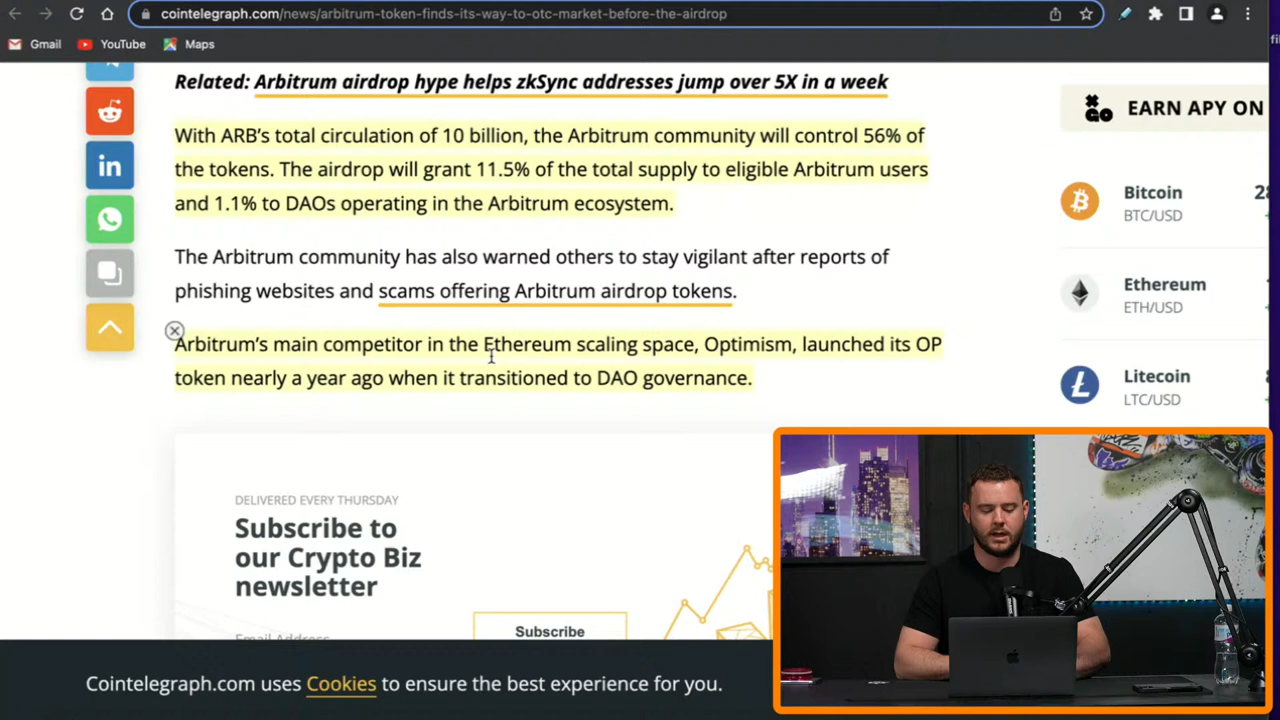 cointelegraph.com/news/arbitrum-token-finds-its-way-to-otc-market-before-the-airdrop
Gmail
YouTube
Maps
Related: Arbitrum airdrop hype helps zkSync addresses jump over 5X in a week
With ARB's total circulation of 10 billion, the Arbitrum community will control 56% of
the tokens. The airdrop will grant 11.5% of the total supply to eligible Arbitrum users
and 1.1% to DAOs operating in the Arbitrum ecosystem.
The Arbitrum community has also warned others to stay vigilant after reports of
phishing websites and scams offering Arbitrum airdrop tokens.
Arbitrum's main competitor in the Ethereum scaling space, Optimism, launched its OP
token nearly a year ago when it transitioned to DAO governance.
DELIVERED EVERY THURSDAY
Subscribe to
our Crypto Biz
newsletter
Email Address
Subscribe
EARN APY ON
Bitcoin
BTC/USD
Ethereum
ETH/USD
Litecoin
LTC/USD
Cointelegraph.com uses Cookies to ensure the best experience for you.